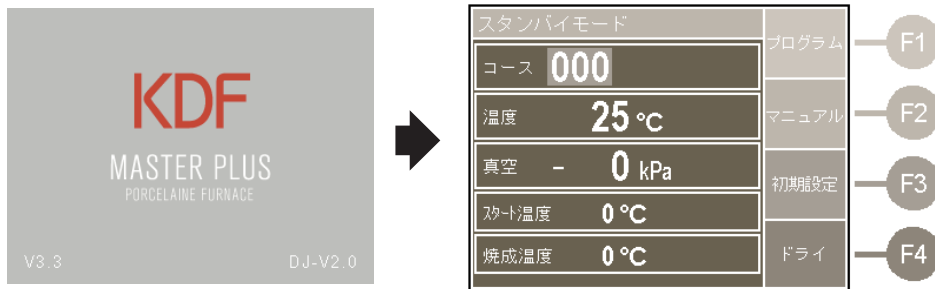 KDF
MASTER PLUS
PORCELAINE FURNACE
V3.3
DJ-V2.0
スタンバイモード
コース 000
温度 25 ℃
真空 - 0 kPa
スタート温度 0 ℃
焼成温度 0 ℃
プログラム F1
マニュアル F2
初期設定 F3
ドライ F4